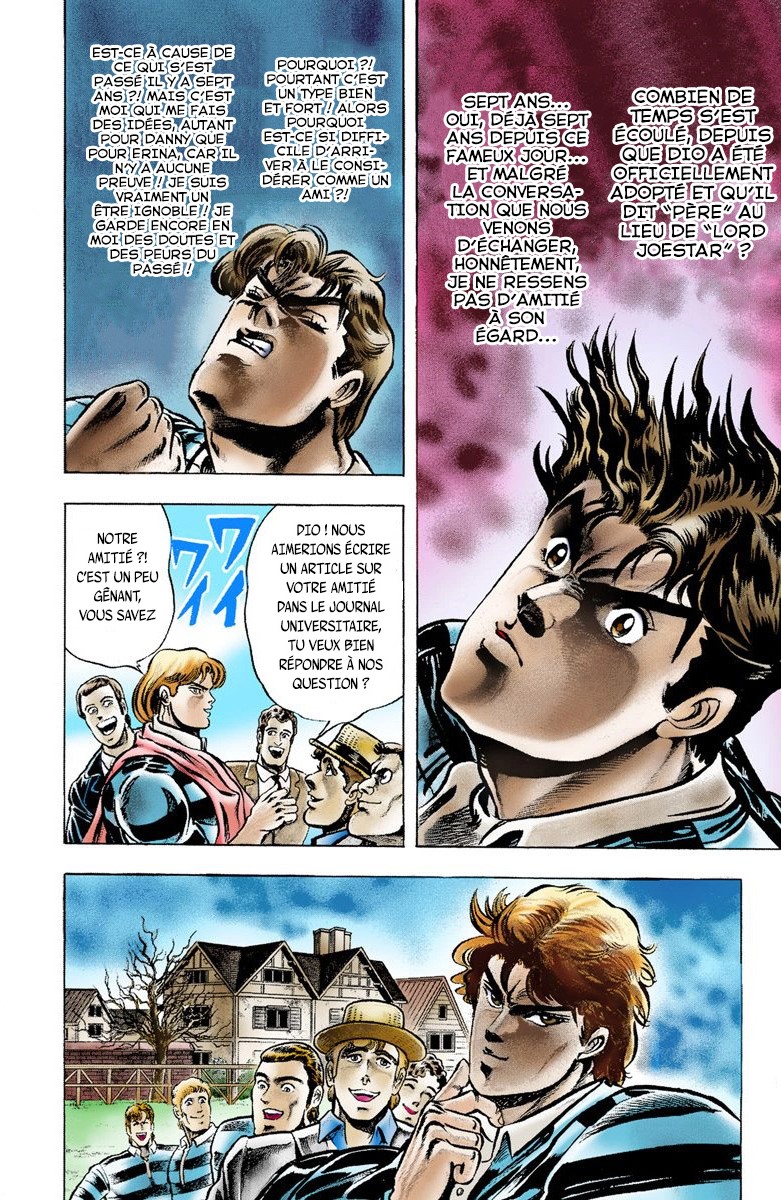 COMBIEN DE
TEMPS S'EST
ÉCOULÉ, DEPUIS
QUE DIO A ÉTÉ
OFFICIELLEMENT
ADOPTÉ ET QU'IL
DIT "PÈRE" AU
LIEU DE "LORD
JOESTAR" ?
SEPT ANS...
OUI, DÉJÀ SEPT
ANS DEPUIS CE
FAMEUX JOUR...
ET MALGRÉ
LA CONVERSA-
TION QUE NOUS
VENONS
D'ÉCHANGER,
HONNÊTEMENT,
JE NE RESSENS
PAS D'AMITIÉ
À SON
ÉGARD...
POURQUOI ?!
POURTANT C'EST
UN TYPE BIEN
ET FORT ! ALORS
POURQUOI
EST-CE SI DIFFI-
CILE D'ARRI-
VER À LE CONSI-
DÉRER COMME UN
AMI ?!
EST-CE À CAUSE DE
CE QUI S'EST
PASSÉ IL Y A SEPT
ANS ?! MAIS C'EST
MOI QUI ME FAIS
DES IDÉES, AUTANT
POUR DANNY QUE
POUR ERINA, CAR IL
N'Y A AUCUNE
PREUVE ! JE SUIS
VRAIMENT UN
ÊTRE IGNOBLE ! JE
GARDE ENCORE EN
MOI DES DOUTES ET
DES PEURS DU
PASSÉ !
DIO ! NOUS
AIMERIONS ÉCRIRE
UN ARTICLE SUR
VOTRE AMITIÉ
DANS LE JOURNAL
UNIVERSITAIRE,
TU VEUX BIEN
RÉPONDRE À NOS
QUESTION ?
ワイ
ワイ
NOTRE
AMITIÉ ?!
C'EST UN PEU
GÊNANT,
VOUS SAVEZ